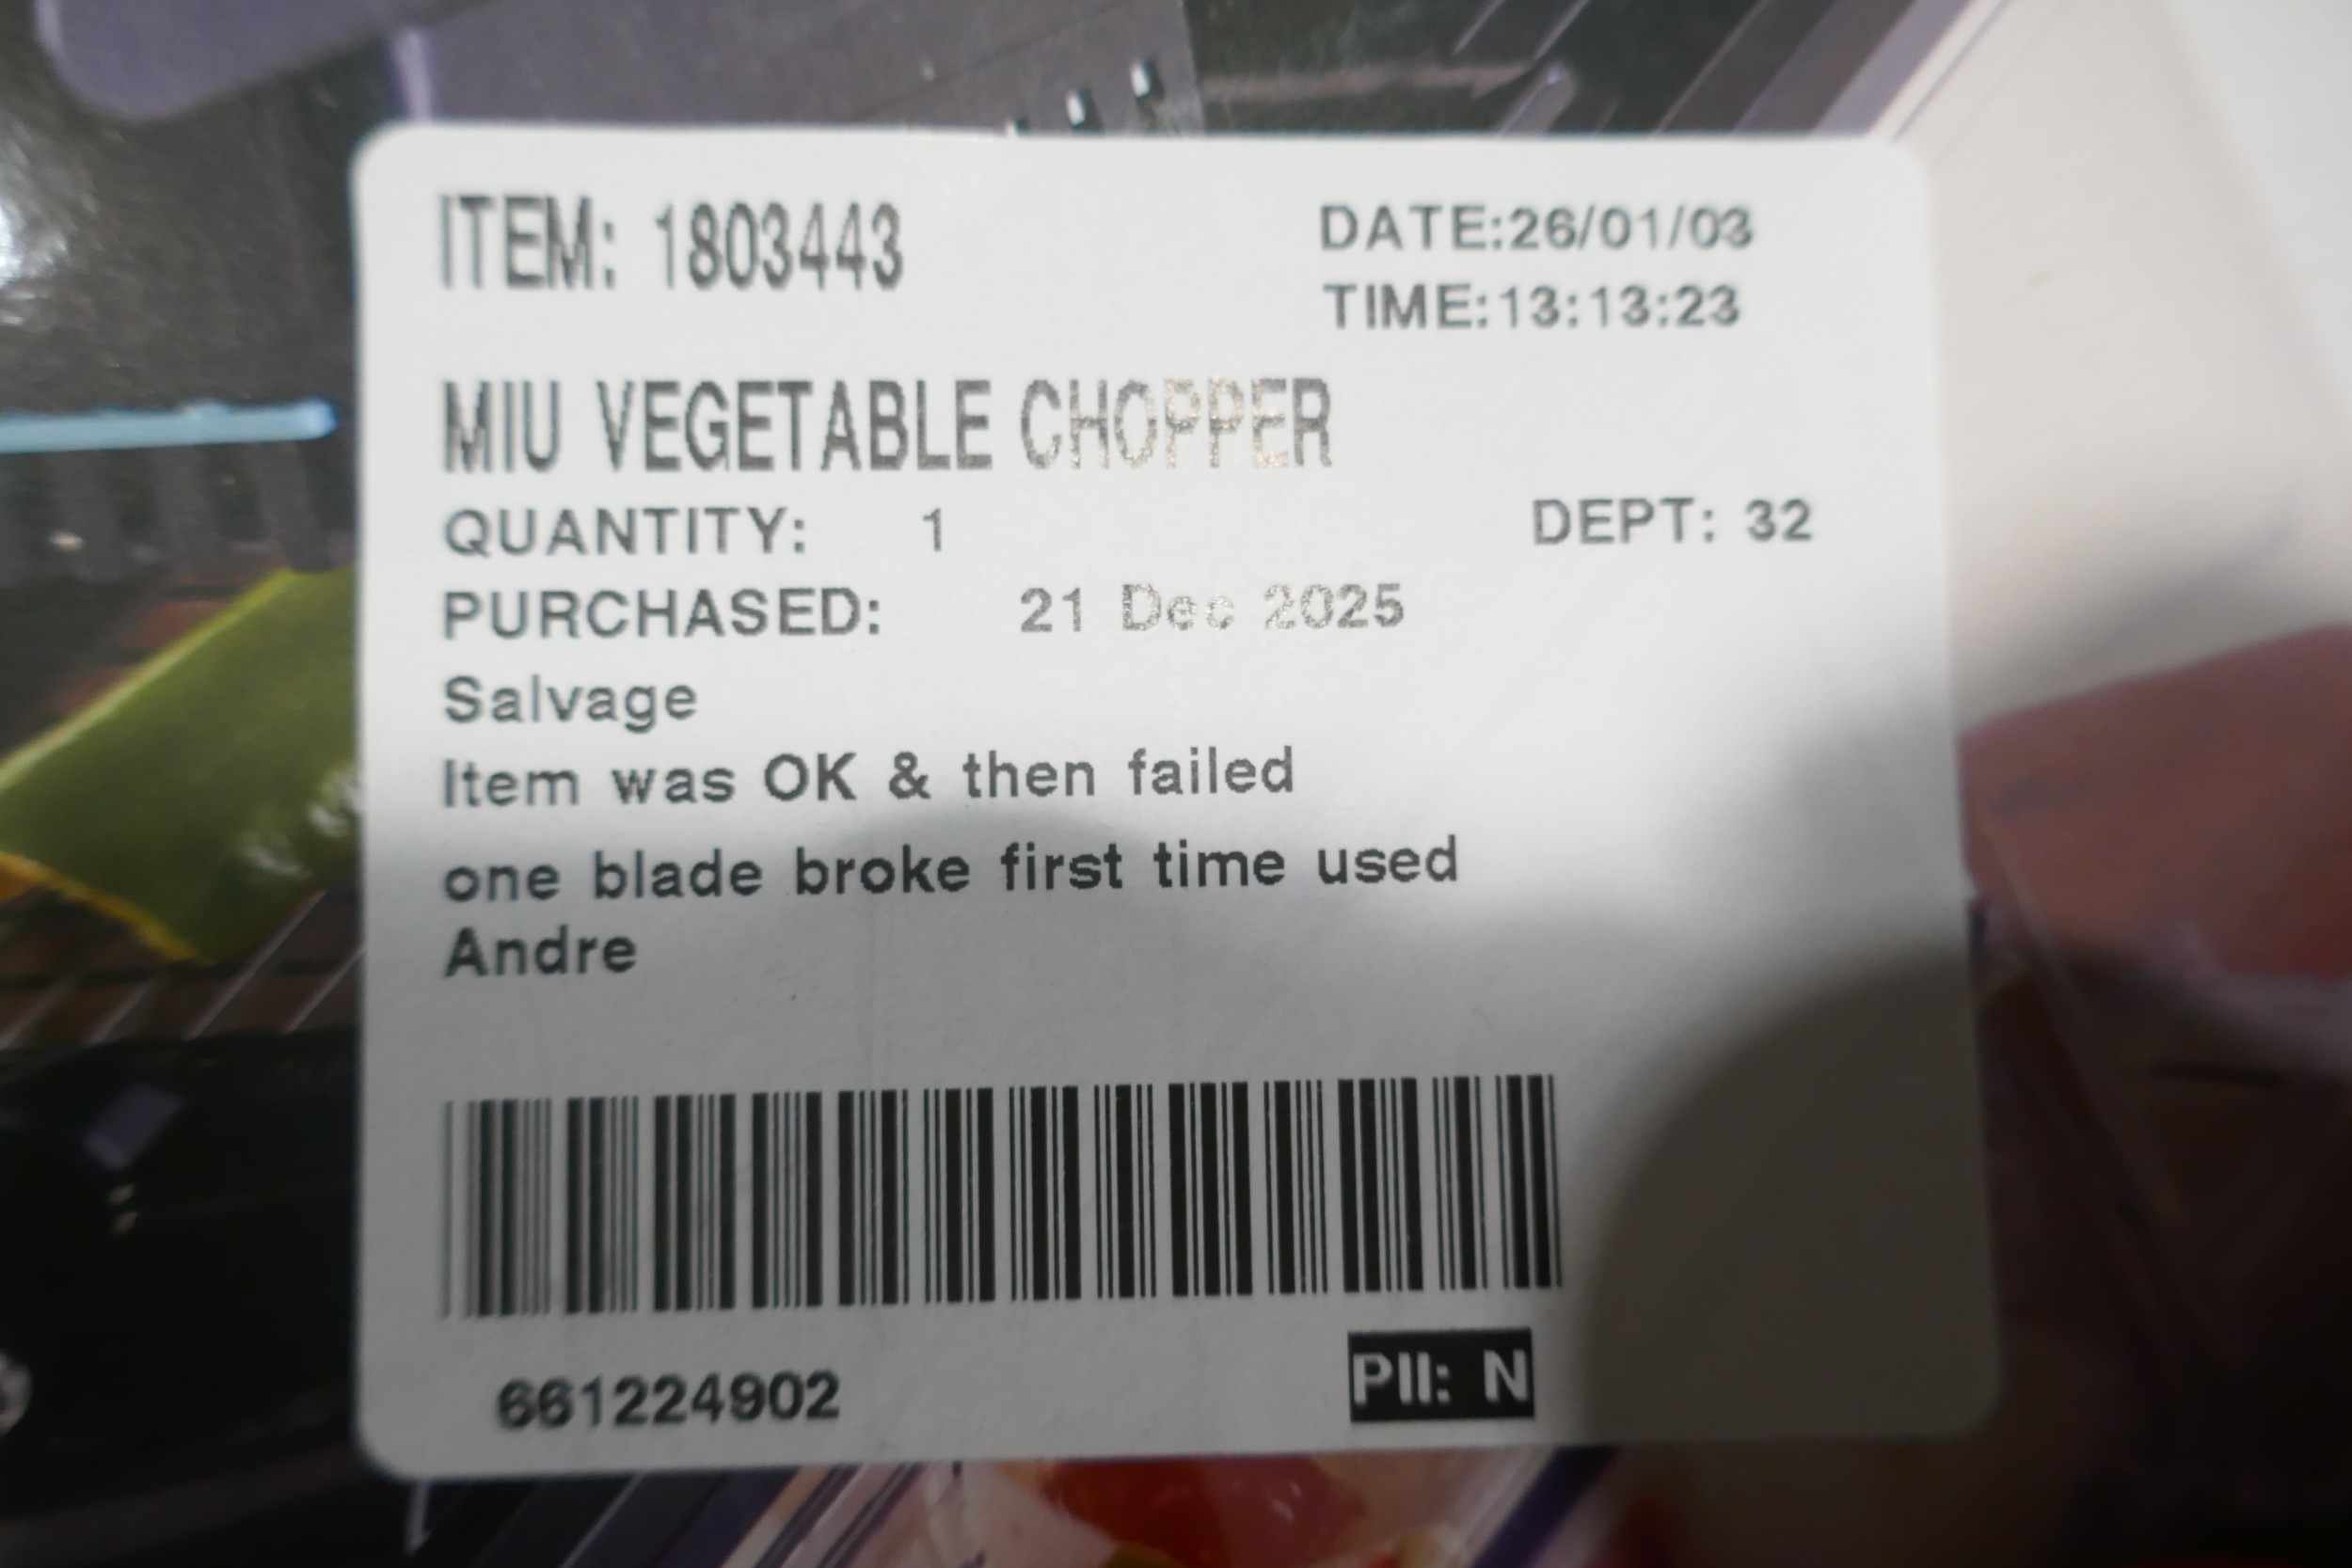 ITEM: 1803443
DATE:26/01/03
TIME:13:13:23
MIU VEGETABLE CHOPPER
QUANTITY: 1
DEPT: 32
PURCHASED: 21 Dec 2025
Salvage
Item was OK & then failed
one blade broke first time used
Andre
661224902
PII: N